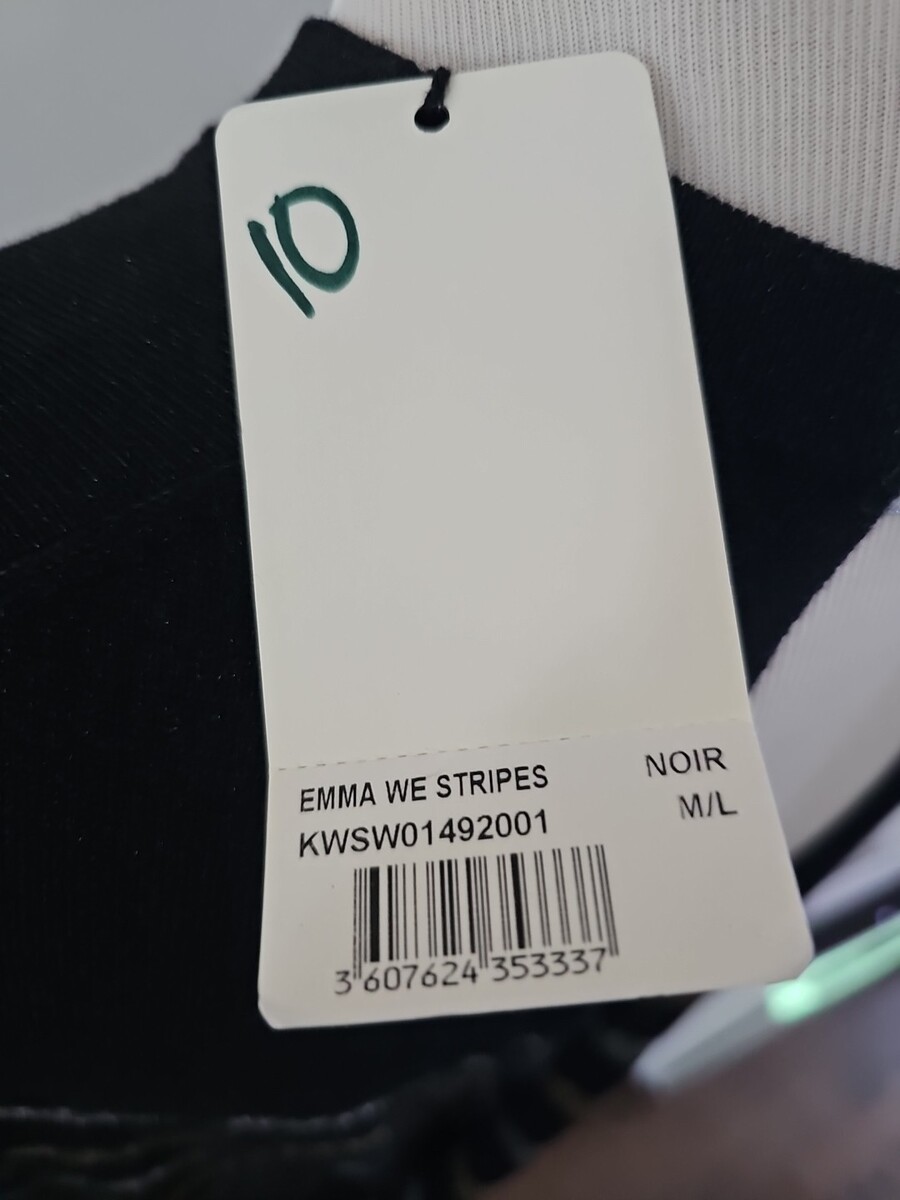 10
EMMA WE STRIPES NOIR
KWSW01492001 M/L
3 607624 353337